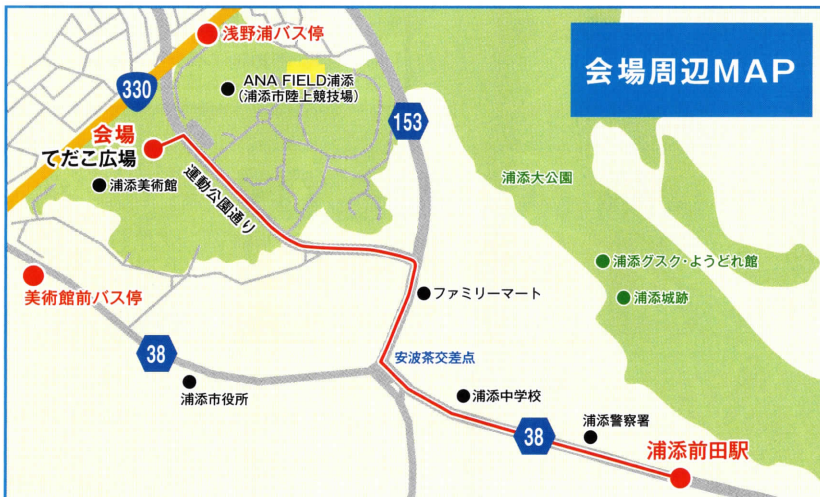 会場周辺MAP
浅野浦バス停
330
ANA FIELD浦添
(浦添市陸上競技場)
153
会場
てだこ広場
浦添美術館
運動公園通り
浦添大公園
浦添グスク・ようどれ館
浦添城跡
美術館前バス停
ファミリーマート
38
安波茶交差点
浦添市役所
浦添中学校
38
浦添警察署
浦添前田駅